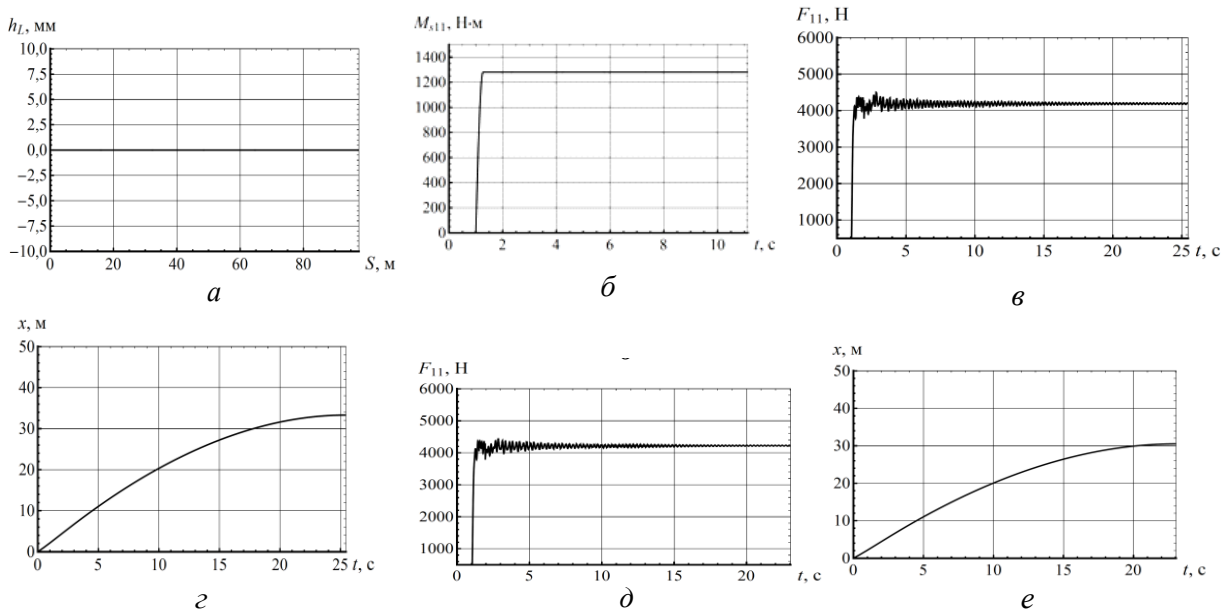 h_L, мм
10,0
7,5
5,0
2,5
0,0
−2,5
−5,0
−7,5
−10,0
0 20 40 60 80 S, м
а
M_s11, Н·м
1400
1200
1000
800
600
400
200
0
0 2 4 6 8 10 t, с
б
F_11, Н
6000
5000
4000
3000
2000
1000
0 5 10 15 20 25 t, с
в
x, м
50
40
30
20
10
0
0 5 10 15 20 25 t, с
г
F_11, Н
6000
5000
4000
3000
2000
1000
0 5 10 15 20 t, с
д
x, м
50
40
30
20
10
0
0 5 10 15 20 t, с
е